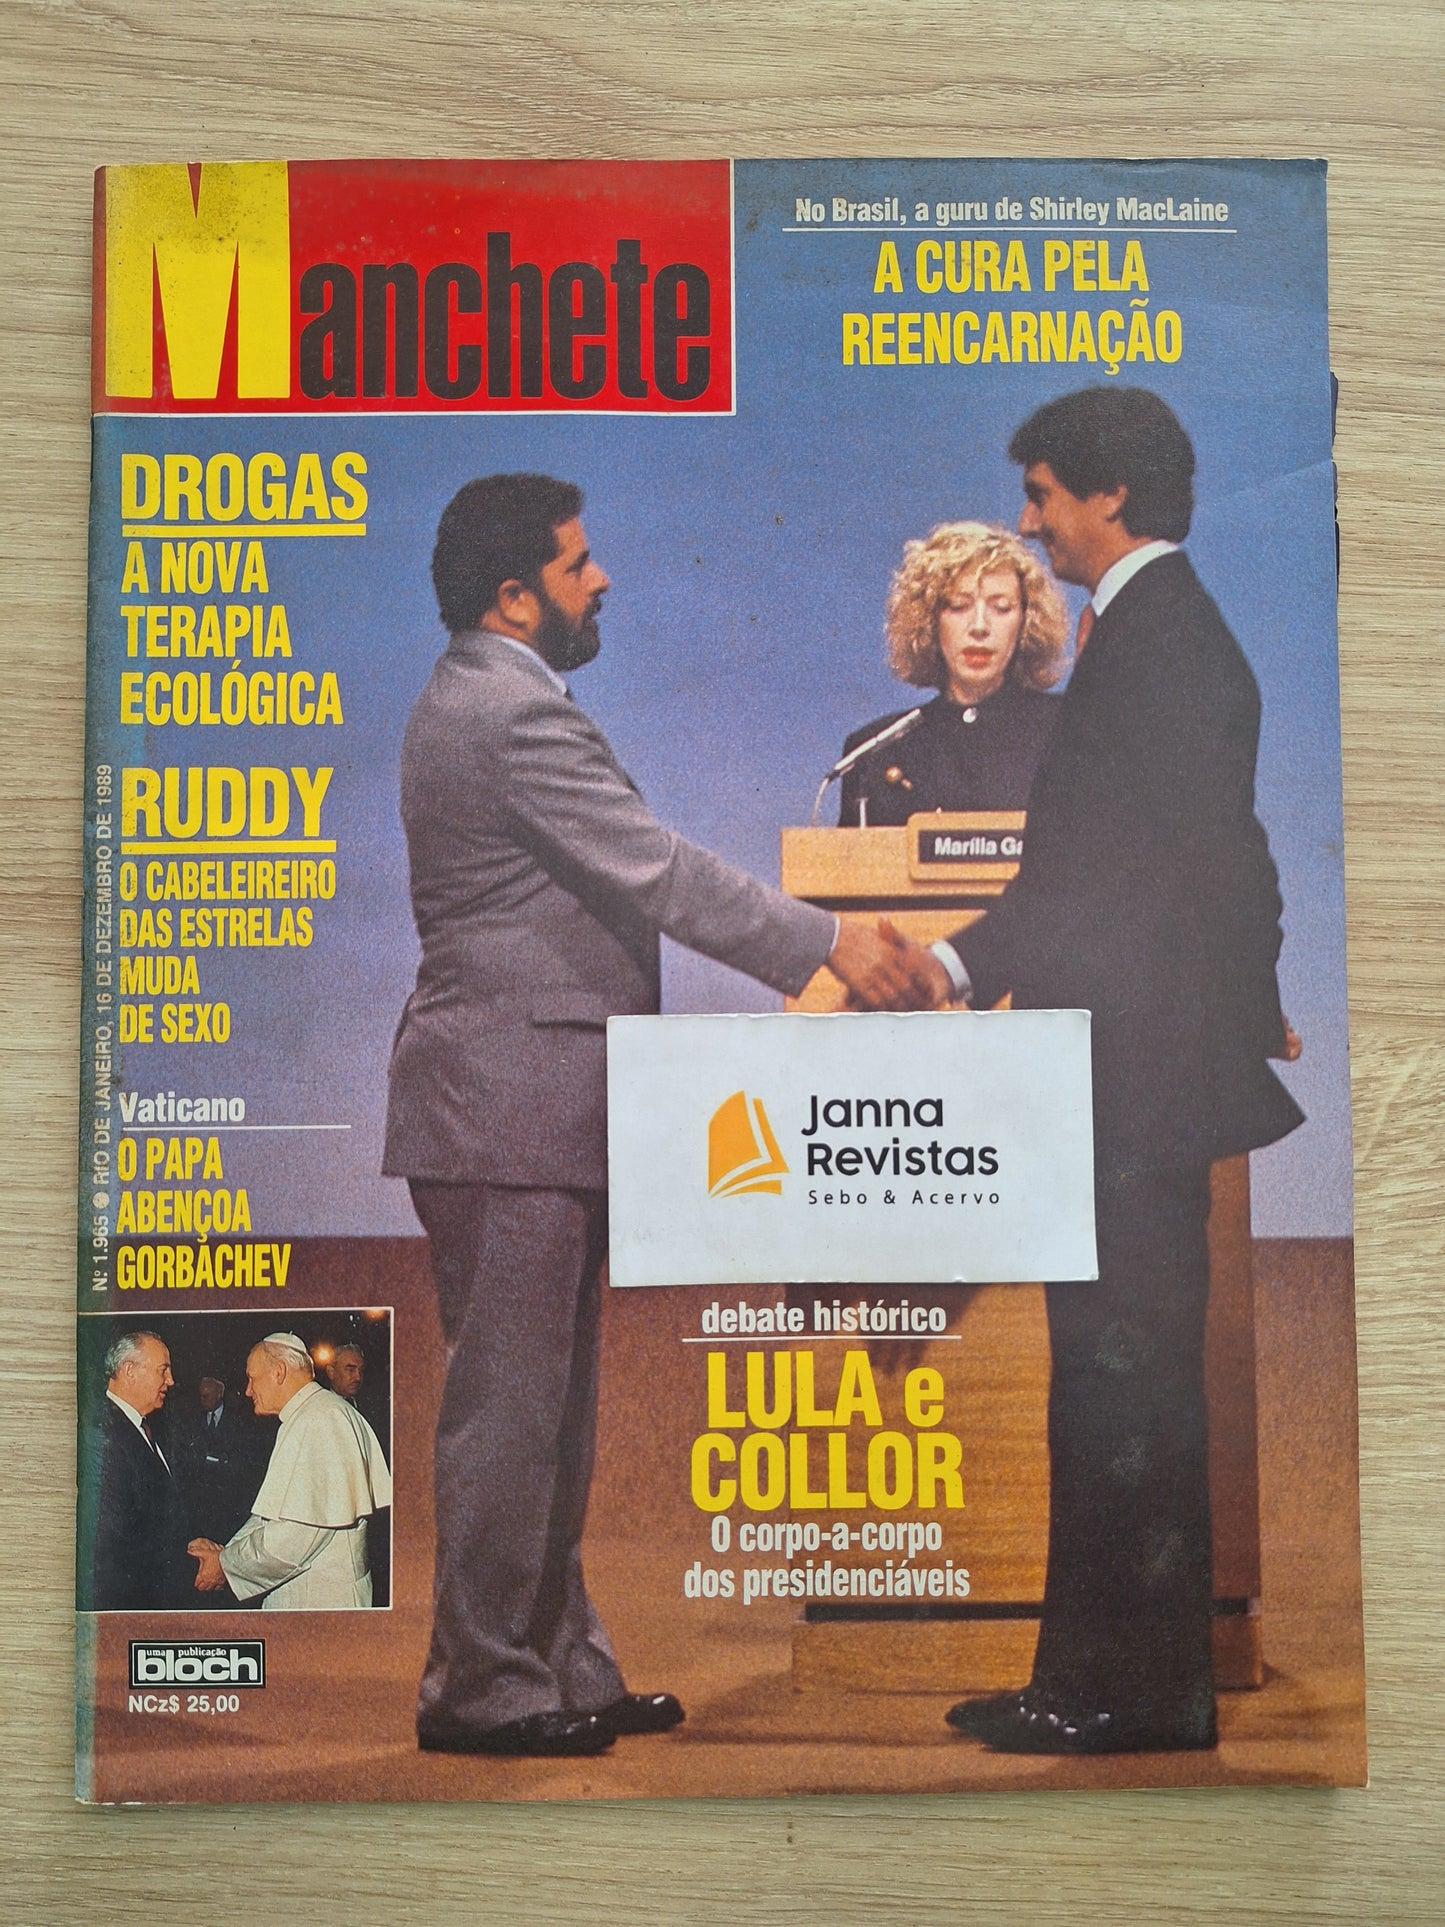 Manchete
No Brasil, a guru de Shirley MacLaine
A CURA PELA
REENCARNAÇÃO
DROGAS
A NOVA
TERAPIA
ECOLÓGICA
RUDDY
O CABELEIREIRO
DAS ESTRELAS
MUDA
DE SEXO
Vaticano
O PAPA
ABENÇOA
GORBACHEV
Nº 1.965 ● RIO DE JANEIRO, 16 DE DEZEMBRO DE 1989
Marília Ga
Janna
Revistas
Sebo & Acervo
debate histórico
LULA e
COLLOR
O corpo-a-corpo
dos presidenciáveis
uma publicação
bloch
NCz$ 25,00